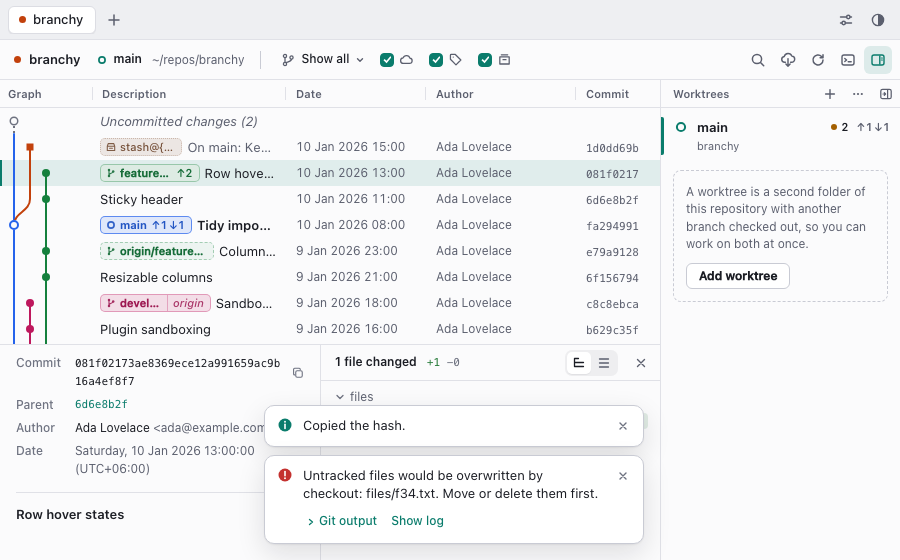 branchy
branchy main ~/repos/branchy Show all
Graph Description Date Author Commit
Uncommitted changes (2)
stash@{... On main: Ke... 10 Jan 2026 15:00 Ada Lovelace 1d0dd69b
feature... ↑2 Row hove... 10 Jan 2026 13:00 Ada Lovelace 081f0217
Sticky header 10 Jan 2026 11:00 Ada Lovelace 6d6e8b2f
main ↑1↓1 Tidy impo... 10 Jan 2026 08:00 Ada Lovelace fa294991
origin/feature... Column... 9 Jan 2026 23:00 Ada Lovelace e79a9128
Resizable columns 9 Jan 2026 21:00 Ada Lovelace 6f156794
devel... origin Sandbo... 9 Jan 2026 18:00 Ada Lovelace c8c8ebca
Plugin sandboxing 9 Jan 2026 16:00 Ada Lovelace b629c35f
Worktrees
main 2 ↑1↓1
branchy
A worktree is a second folder of
this repository with another
branch checked out, so you can
work on both at once.
Add worktree
Commit 081f02173ae8369ece12a991659ac9b
16a4ef8f7
Parent 6d6e8b2f
Author Ada Lovelace <ada@example.com
Date Saturday, 10 Jan 2026 13:00:00
(UTC+06:00)
Row hover states
1 file changed +1 −0
files
Copied the hash.
Untracked files would be overwritten by
checkout: files/f34.txt. Move or delete them first.
Git output Show log